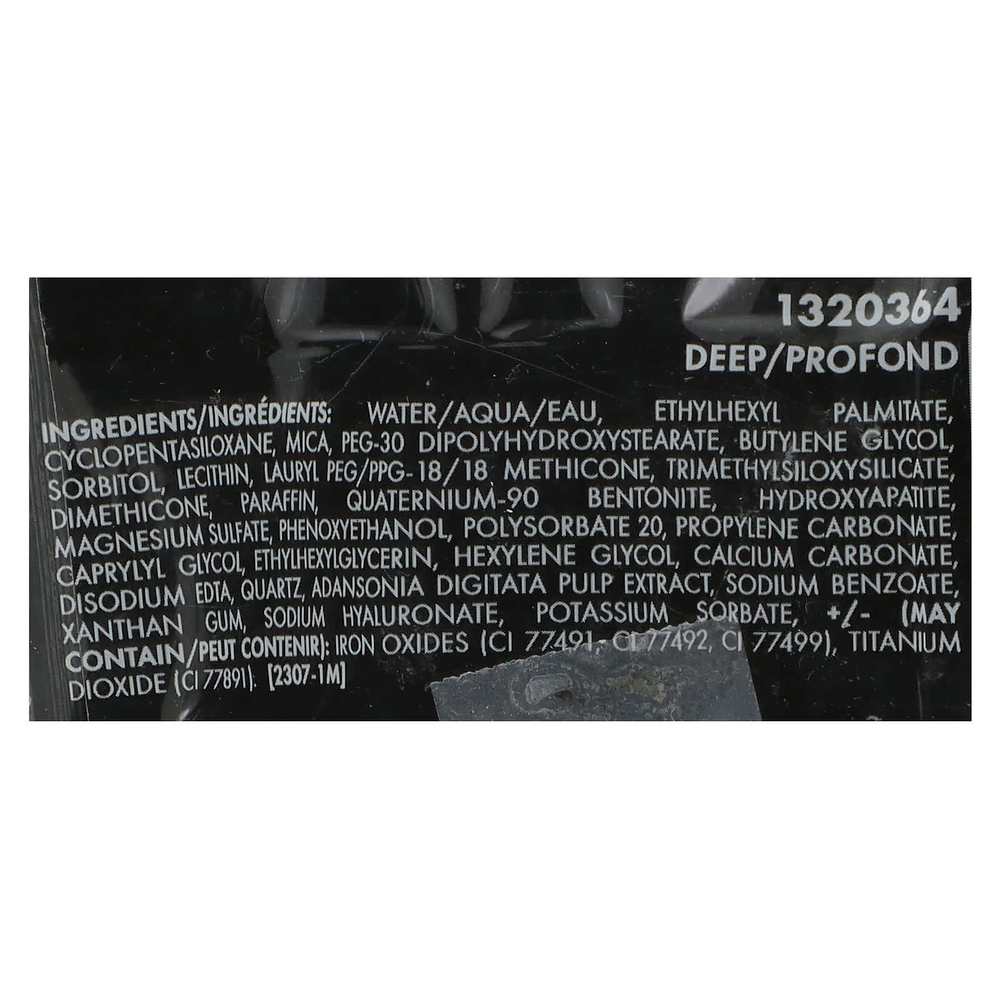 1320364
DEEP/PROFOND
INGREDIENTS/INGRÉDIENTS: WATER/AQUA/EAU, ETHYLHEXYL PALMITATE,
CYCLOPENTASILOXANE, MICA, PEG-30 DIPOLYHYDROXYSTEARATE, BUTYLENE GLYCOL,
SORBITOL, LECITHIN, LAURYL PEG/PPG-18/18 METHICONE, TRIMETHYLSILOXYSILICATE,
DIMETHICONE, PARAFFIN, QUATERNIUM-90 BENTONITE, HYDROXYAPATITE,
MAGNESIUM SULFATE, PHENOXYETHANOL, POLYSORBATE 20, PROPYLENE CARBONATE,
CAPRYLYL GLYCOL, ETHYLHEXYLGLYCERIN, HEXYLENE GLYCOL, CALCIUM CARBONATE,
DISODIUM EDTA, QUARTZ, ADANSONIA DIGITATA PULP EXTRACT, SODIUM BENZOATE,
XANTHAN GUM, SODIUM HYALURONATE, POTASSIUM SORBATE, +/- (MAY
CONTAIN/PEUT CONTENIR): IRON OXIDES (CI 77491, CI 77492, CI 77499), TITANIUM
DIOXIDE (CI 77891). [2307-1M]